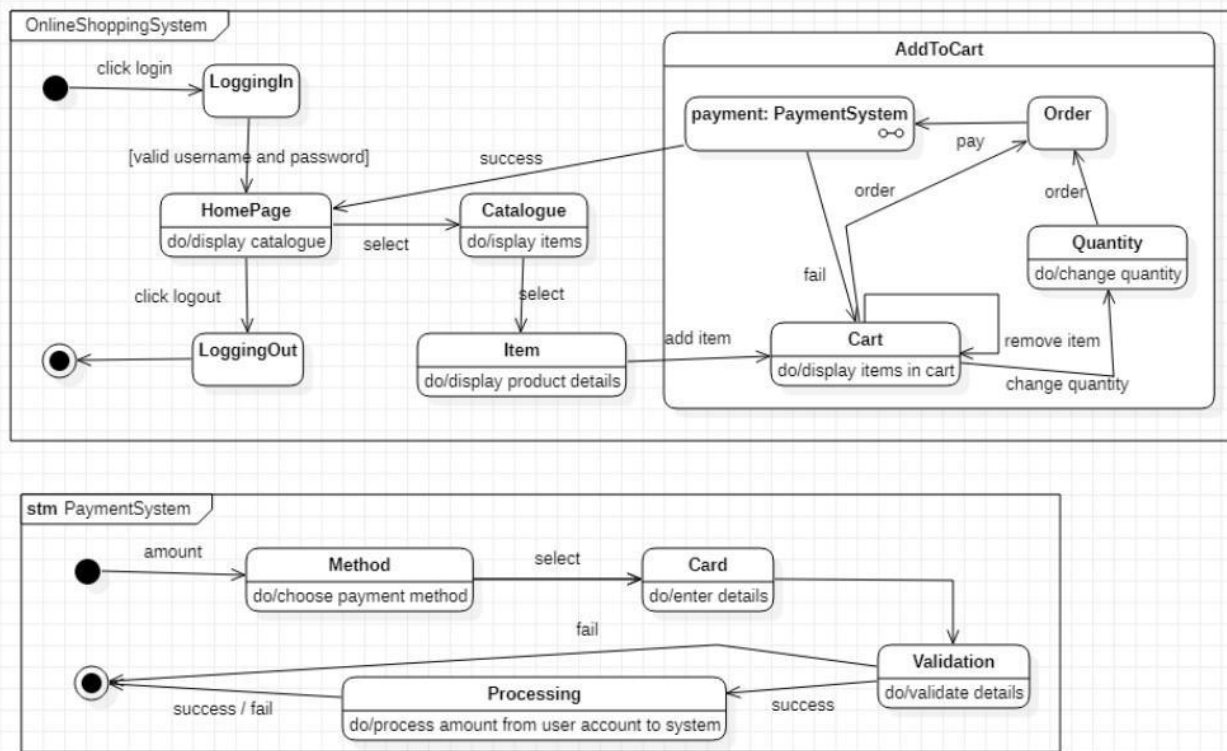 OnlineShoppingSystem
click login
LoggingIn
[valid username and password]
HomePage
do/display catalogue
select
Catalogue
do/isplay items
click logout
LoggingOut
select
Item
do/display product details
add item
success
AddToCart
payment: PaymentSystem
Order
pay
order
order
Quantity
do/change quantity
fail
Cart
do/display items in cart
remove item
change quantity
stm PaymentSystem
amount
Method
do/choose payment method
select
Card
do/enter details
fail
Validation
do/validate details
success
Processing
do/process amount from user account to system
success / fail